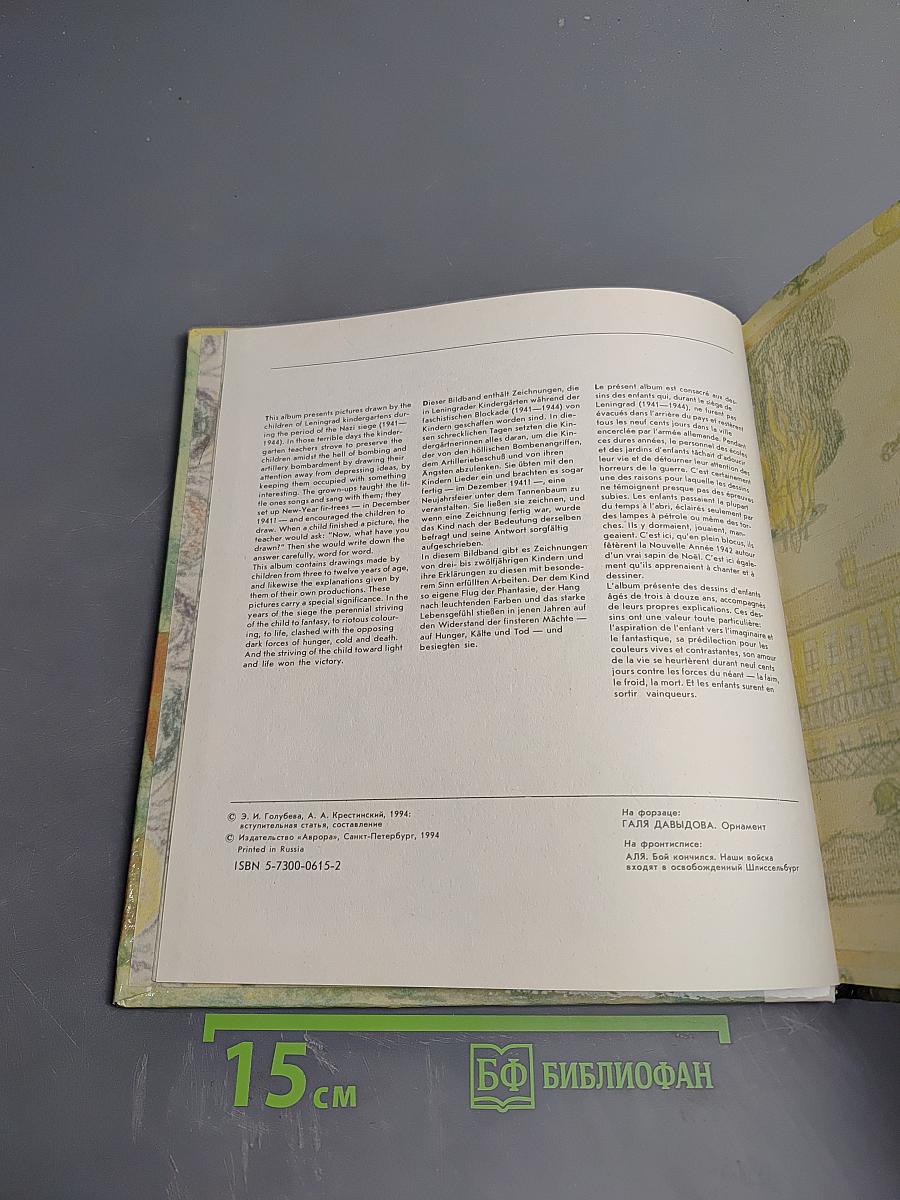 This album presents pictures drawn by the
children of Leningrad kindergartens dur-
ing the period of the Nazi siege (1941—
1944). In those terrible days the kinder-
garten teachers strove to preserve the
children amidst the hell of bombing and
artillery bombardment by drawing their
attention away from depressing ideas, by
keeping them occupied with something
interesting. The grown-ups taught the lit-
tle ones songs and sang with them; they
set up New-Year fir-trees — in December
1941! — and encouraged the children to
draw. When a child finished a picture, the
teacher would ask: "Now, what have you
drawn?" Then she would write down the
answer carefully, word for word.
This album contains drawings made by
children from three to twelve years of age,
and likewise the explanations given by
them of their own productions. These
pictures carry a special significance. In the
years of the siege the perennial striving
of the child to fantasy, to riotous colour-
ing, to life, clashed with the opposing
dark forces of hunger, cold and death.
And the striving of the child toward light
and life won the victory.
Dieser Bildband enthält Zeichnungen, die
in Leningrader Kindergärten während der
faschistischen Blockade (1941—1944) von
Kindern geschaffen worden sind. In die-
sen schrecklichen Tagen setzten die Kin-
dergärtnerinnen alles daran, um die Kin-
der von den höllischen Bombenangriffen,
dem Artilleriebeschuß und von ihren
Ängsten abzulenken. Sie übten mit den
Kindern Lieder ein und brachten es sogar
fertig — im Dezember 1941! —, eine
Neujahrsfeier unter dem Tannenbaum zu
veranstalten. Sie ließen sie zeichnen, und
wenn eine Zeichnung fertig war, wurde
das Kind nach der Bedeutung derselben
befragt und seine Antwort sorgfältig
aufgeschrieben.
In diesem Bildband gibt es Zeichnungen
von drei- bis zwölfjährigen Kindern und
ihre Erklärungen zu diesen mit besonde-
rem Sinn erfüllten Arbeiten. Der dem Kind
so eigene Flug der Phantasie, der Hang
nach leuchtenden Farben und das starke
Lebensgefühl stießen in jenen Jahren auf
den Widerstand der finsteren Mächte —
auf Hunger, Kälte und Tod — und
besiegten sie.
Le présent album est consacré aux des-
sins des enfants qui, durant le siège de
Leningrad (1941—1944), ne furent pas
évacués dans l'arrière du pays et restèrent
tous les neuf cents jours dans la ville
encerclée par l'armée allemande. Pendant
ces dures années, le personnel des écoles
et des jardins d'enfants tâchait d'adoucir
leur vie et de détourner leur attention des
horreurs de la guerre. C'est certainement
une des raisons pour laquelle les dessins
ne témoignent presque pas des épreuves
subies. Les enfants passaient la plupart
du temps à l'abri, éclairés seulement par
des lampes à pétrole ou même des tor-
ches. Ils y dormaient, jouaient, man-
geaient. C'est ici, qu'en plein blocus, ils
fêtèrent la Nouvelle Année 1942 autour
d'un vrai sapin de Noël. C'est ici égale-
ment qu'ils apprenaient à chanter et à
dessiner.
L'album présente des dessins d'enfants
âgés de trois à douze ans, accompagnés
de leurs propres explications. Ces des-
sins ont une valeur toute particulière:
l'aspiration de l'enfant vers l'imaginaire et
le fantastique, sa prédilection pour les
couleurs vives et contrastantes, son amour
de la vie se heurtèrent durant neuf cents
jours contre les forces du néant — la faim,
le froid, la mort. Et les enfants surent en
sortir vainqueurs.
© Э. И. Голубева, А. А. Крестинский, 1994:
вступительная статья, составление
© Издательство «Аврора», Санкт-Петербург, 1994
Printed in Russia
ISBN 5-7300-0615-2
На форзаце:
ГАЛЯ ДАВЫДОВА. Орнамент
На фронтисписе:
АЛЯ. Бой кончился. Наши войска
входят в освобожденный Шлиссельбург
15 см
БФ БИБЛИОФАН